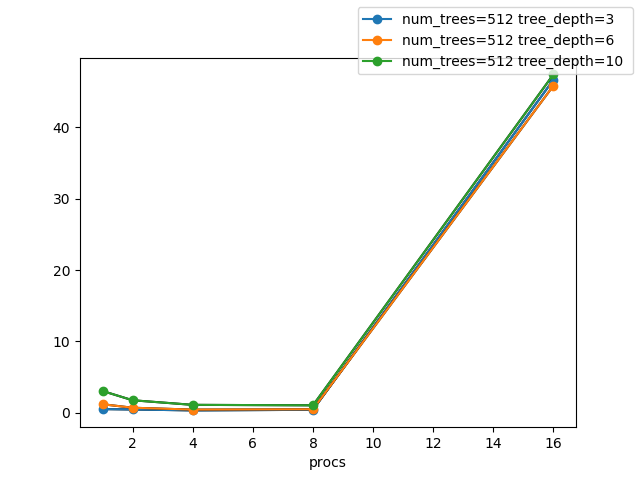 num_trees=512 tree_depth=3
num_trees=512 tree_depth=6
num_trees=512 tree_depth=10
40
30
20
10
0
2 4 6 8 10 12 14 16
procs